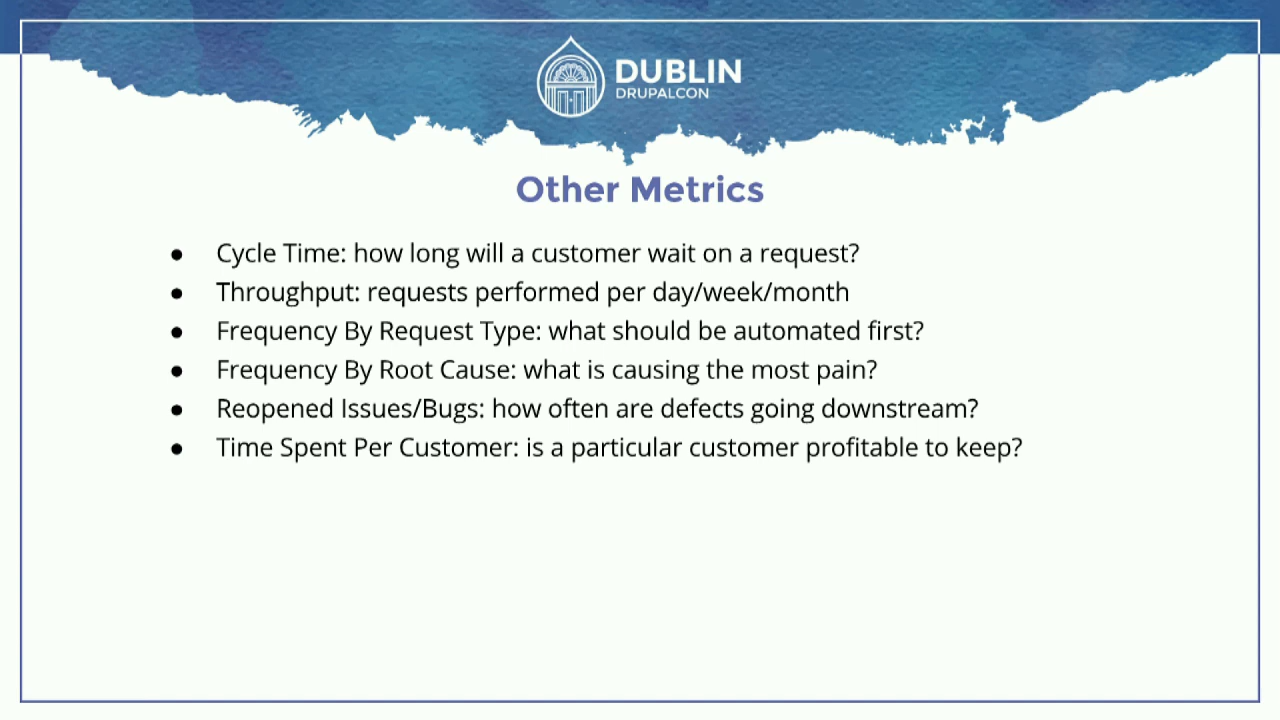 DUBLIN
DRUPALCON
Other Metrics
● Cycle Time: how long will a customer wait on a request?
● Throughput: requests performed per day/week/month
● Frequency By Request Type: what should be automated first?
● Frequency By Root Cause: what is causing the most pain?
● Reopened Issues/Bugs: how often are defects going downstream?
● Time Spent Per Customer: is a particular customer profitable to keep?